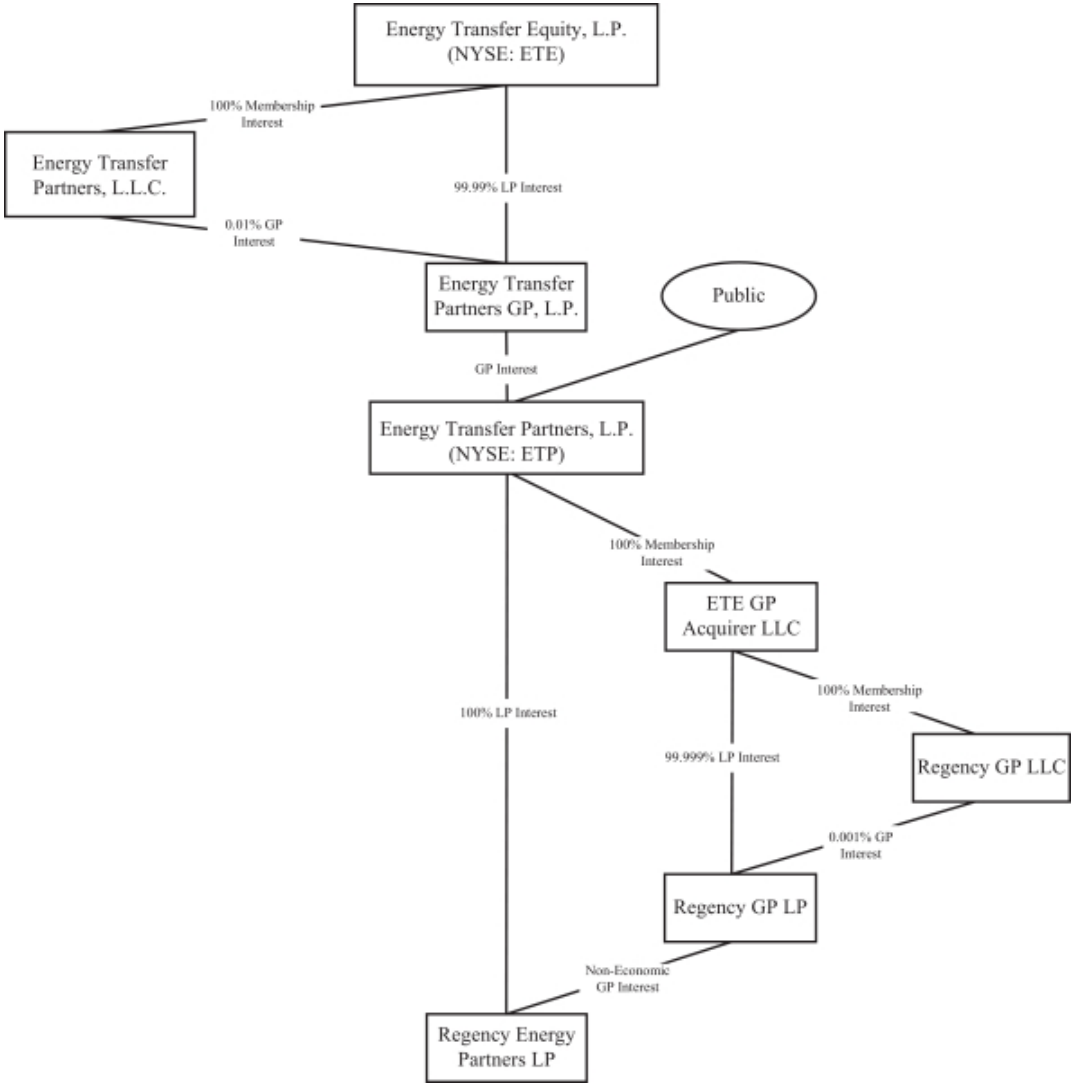 Energy Transfer Equity, L.P.
(NYSE: ETE)
100% Membership
Interest
Energy Transfer
Partners, L.L.C.
99.99% LP Interest
0.01% GP
Interest
Energy Transfer
Partners GP, L.P.
Public
GP Interest
Energy Transfer Partners, L.P.
(NYSE: ETP)
100% Membership
Interest
ETE GP
Acquirer LLC
100% Membership
Interest
100% LP Interest
99.999% LP Interest
Regency GP LLC
0.001% GP
Interest
Regency GP LP
Non-Economic
GP Interest
Regency Energy
Partners LP